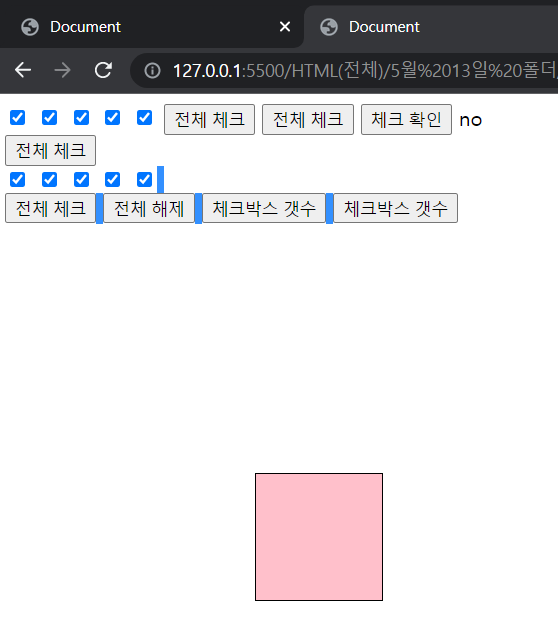 Document
Document
127.0.0.1:5500/HTML(전체)/5월%2013일%20폴더
전체 체크 전체 체크 체크 확인 no
전체 체크
전체 체크 전체 해제 체크박스 갯수 체크박스 갯수